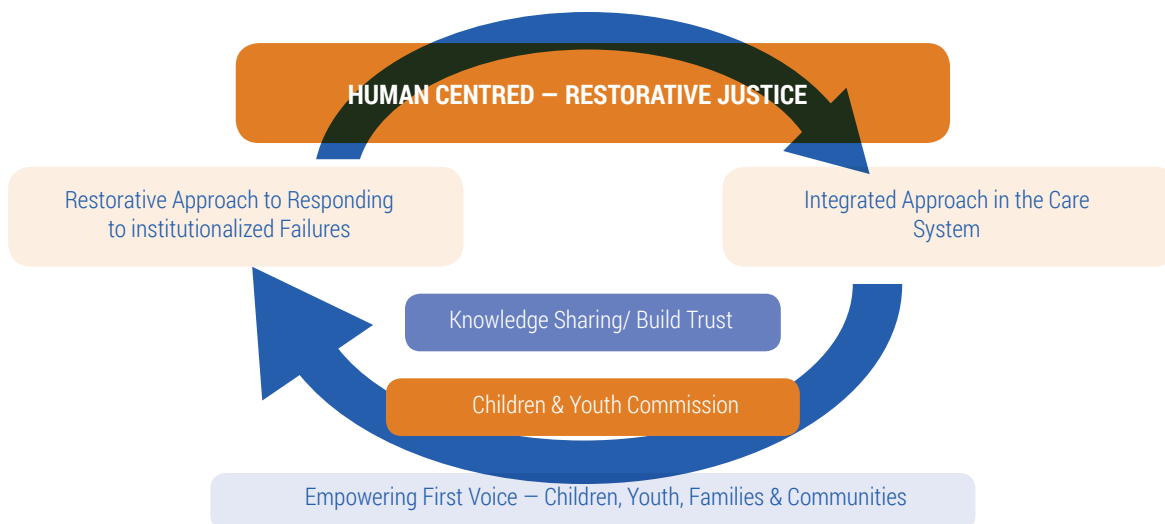 HUMAN CENTRED — RESTORATIVE JUSTICE
Restorative Approach to Responding
to institutionalized Failures
Integrated Approach in the Care
System
Knowledge Sharing/ Build Trust
Children & Youth Commission
Empowering First Voice — Children, Youth, Families & Communities